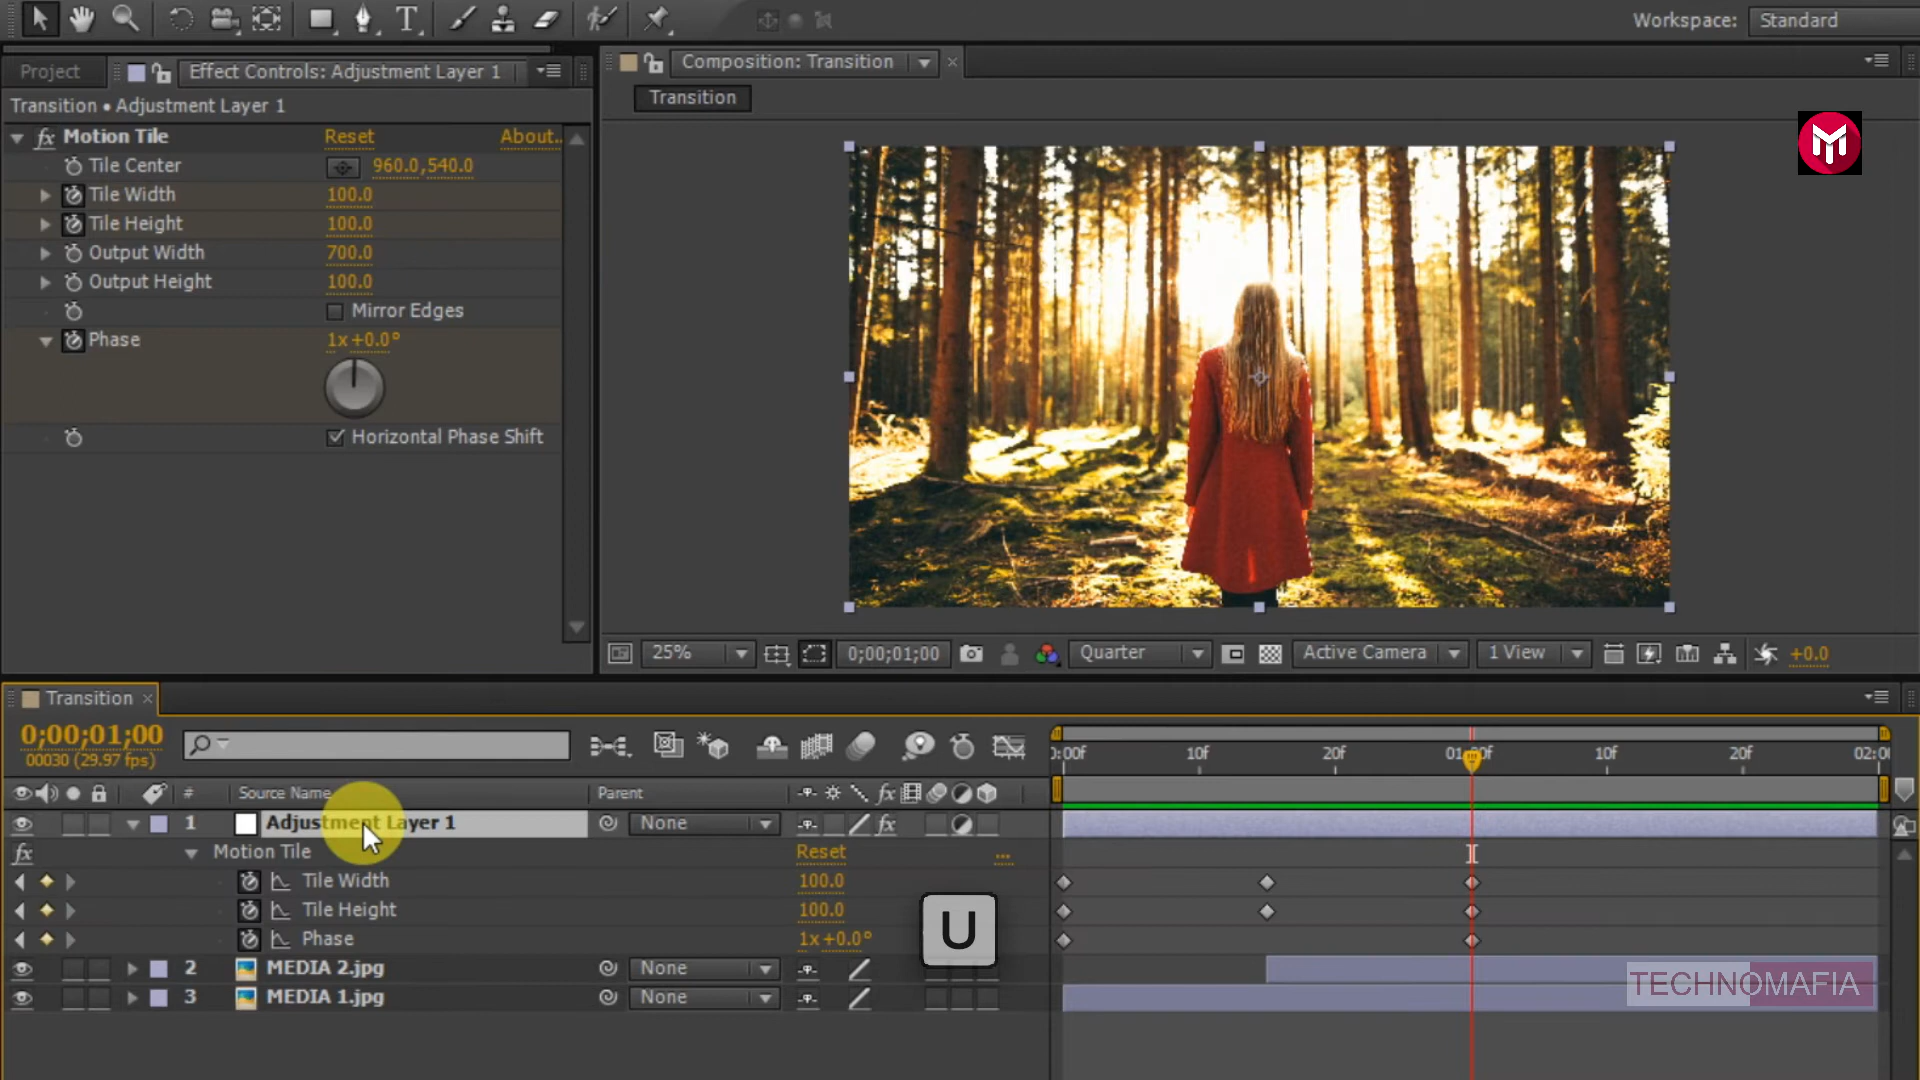 Workspace: Standard
Project
Effect Controls: Adjustment Layer 1
Composition: Transition
Transition • Adjustment Layer 1
Transition
fx Motion Tile Reset About..
Tile Center 960.0,540.0
Tile Width 100.0
Tile Height 100.0
Output Width 700.0
Output Height 100.0
Mirror Edges
Phase 1x+0.0°
Horizontal Phase Shift
25% 0;00;01;00 Quarter Active Camera 1 View +0.0
Transition
0;00;01;00
00030 (29.97 fps)
0:00f 10f 20f 01:00f 10f 20f 02:00
# Source Name Parent fx
1 Adjustment Layer 1 None fx
fx Motion Tile Reset ...
Tile Width 100.0
Tile Height 100.0
Phase 1x+0.0°
U
2 MEDIA 2.jpg None
3 MEDIA 1.jpg None
TECHNOMAFIA